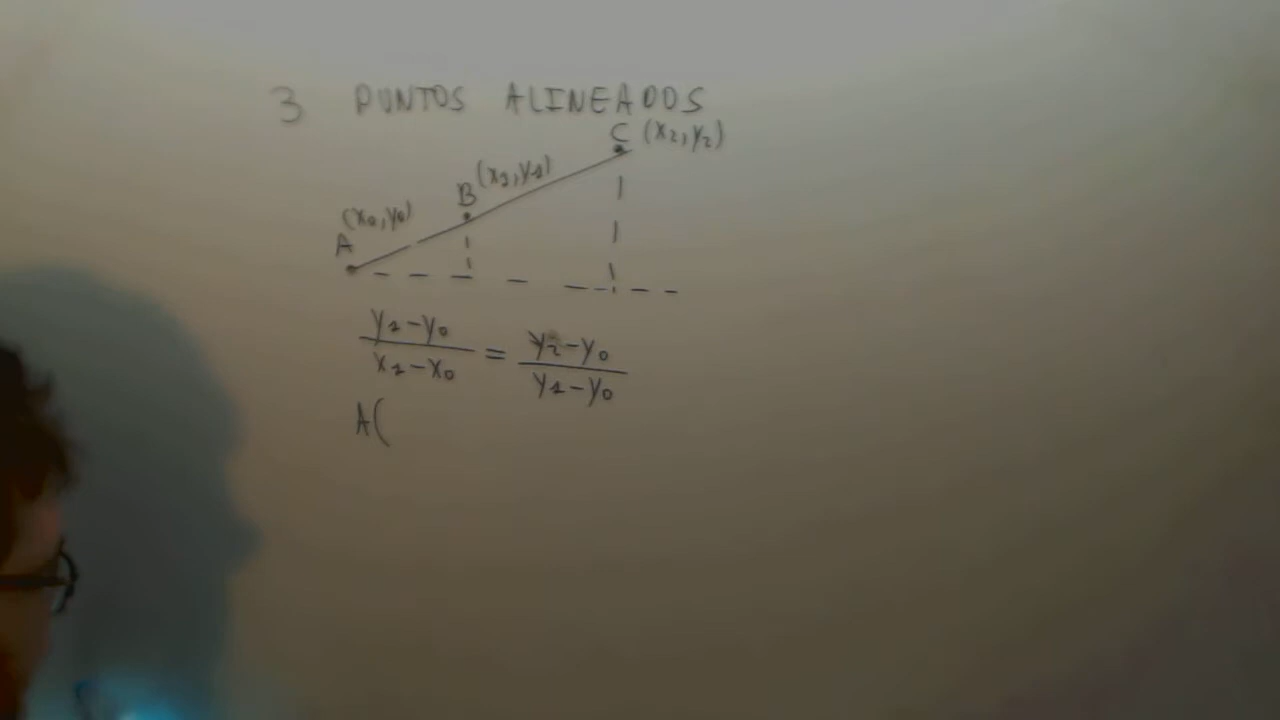 3 PUNTOS ALINEADOS
C (x₂,y₂)
B (x₁,y₁)
(x₀,y₀)
A
y₁-y₀ / x₁-x₀ = y₂-y₀ / y₁-y₀
A(